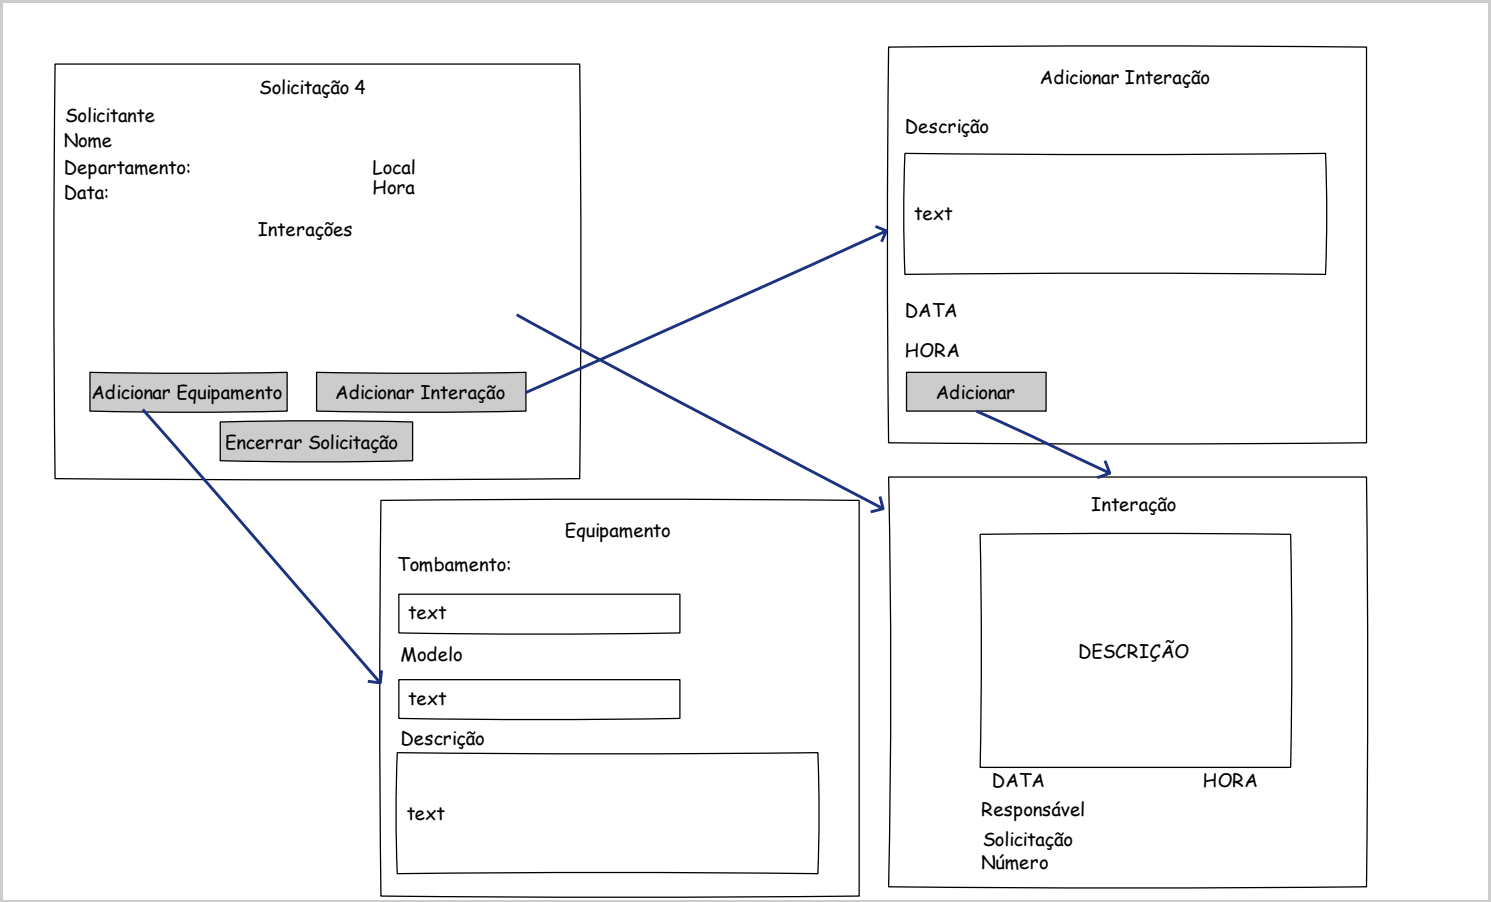 Solicitação 4
Solicitante
Nome
Departamento:
Local
Data:
Hora
Interações
Adicionar Equipamento
Adicionar Interação
Encerrar Solicitação
Adicionar Interação
Descrição
text
DATA
HORA
Adicionar
Equipamento
Tombamento:
text
Modelo
text
Descrição
text
Interação
DESCRIÇÃO
DATA
HORA
Responsável
Solicitação
Número